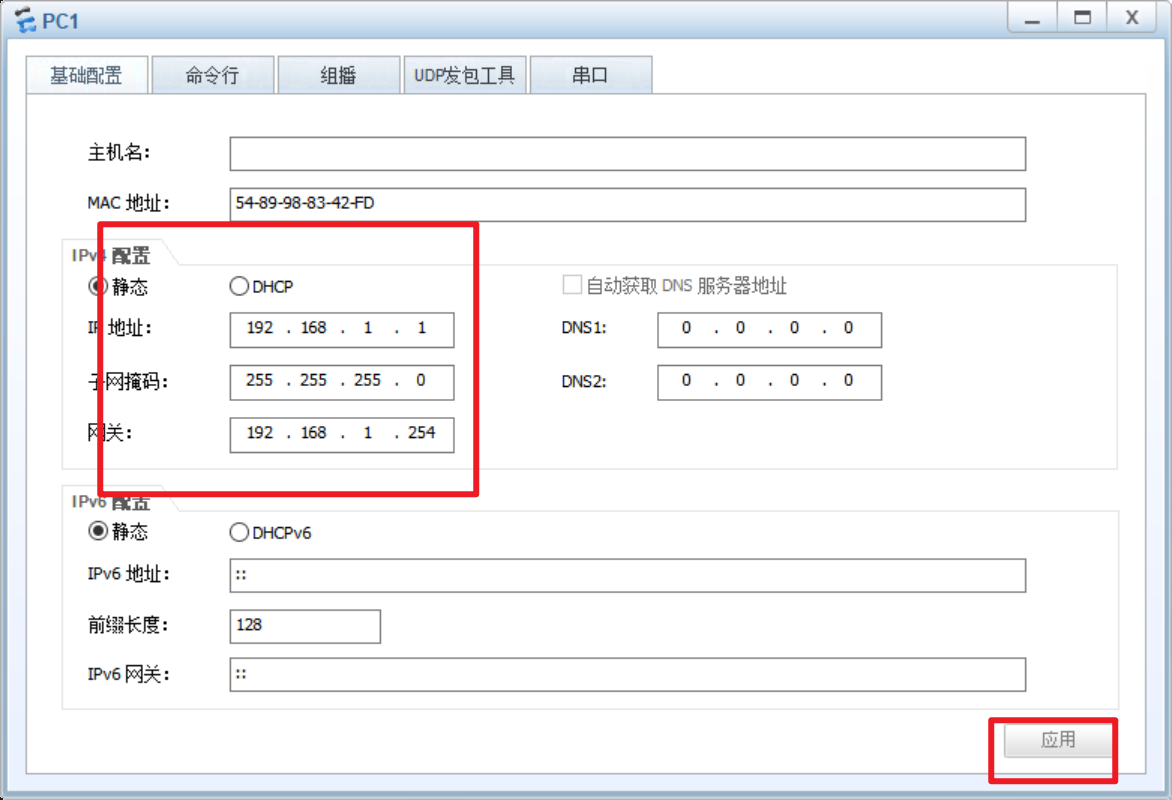 PC1
X
基础配置 命令行 组播 UDP发包工具 串口
主机名：
MAC 地址： 54-89-98-83-42-FD
IPv4 配置
静态 DHCP 自动获取 DNS 服务器地址
IP 地址： 192 . 168 . 1 . 1 DNS1: 0 . 0 . 0 . 0
子网掩码： 255 . 255 . 255 . 0 DNS2: 0 . 0 . 0 . 0
网关： 192 . 168 . 1 . 254
IPv6 配置
静态 DHCPv6
IPv6 地址： ::
前缀长度： 128
IPv6 网关： ::
应用